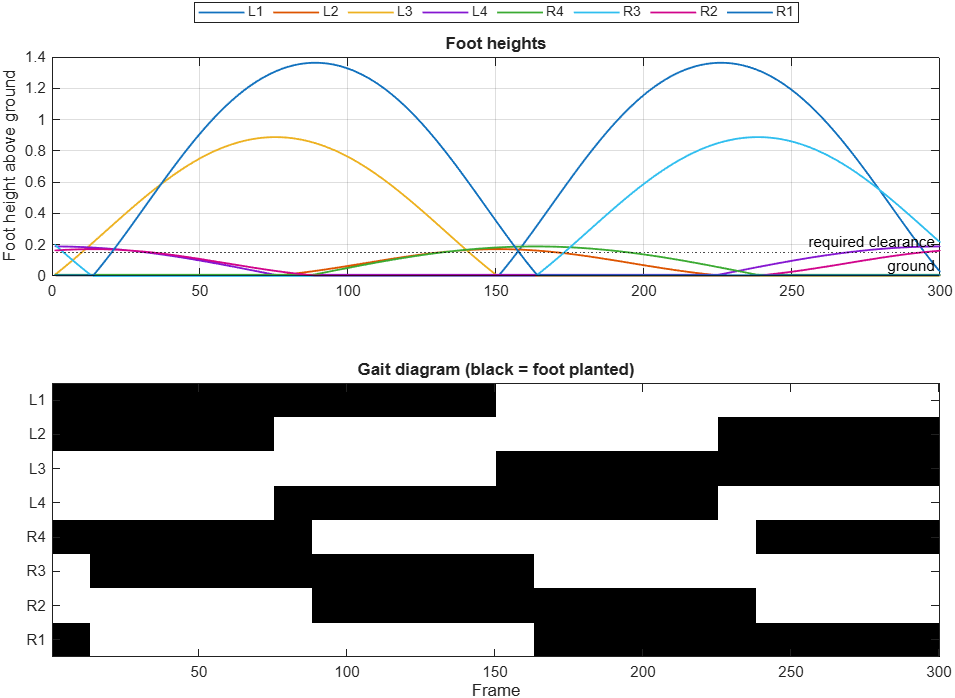 L1 L2 L3 L4 R4 R3 R2 R1
Foot heights
Foot height above ground
1.4
1.2
1
0.8
0.6
0.4
0.2
0
required clearance
ground
0 50 100 150 200 250 300
Gait diagram (black = foot planted)
L1
L2
L3
L4
R4
R3
R2
R1
50 100 150 200 250 300
Frame